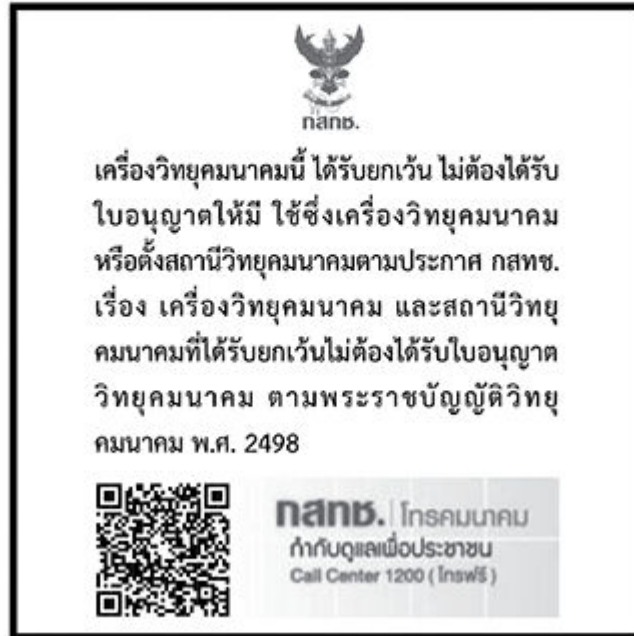 กสทช.
เครื่องวิทยุคมนาคมนี้ ได้รับยกเว้น ไม่ต้องได้รับ
ใบอนุญาตให้มี ใช้ซึ่งเครื่องวิทยุคมนาคม
หรือตั้งสถานีวิทยุคมนาคมตามประกาศ กสทช.
เรื่อง เครื่องวิทยุคมนาคม และสถานีวิทยุ
คมนาคมที่ได้รับยกเว้นไม่ต้องได้รับใบอนุญาต
วิทยุคมนาคม ตามพระราชบัญญัติวิทยุ
คมนาคม พ.ศ. 2498
กสทช. | โทรคมนาคม
กำกับดูแลเพื่อประชาชน
Call Center 1200 (โทรฟรี)